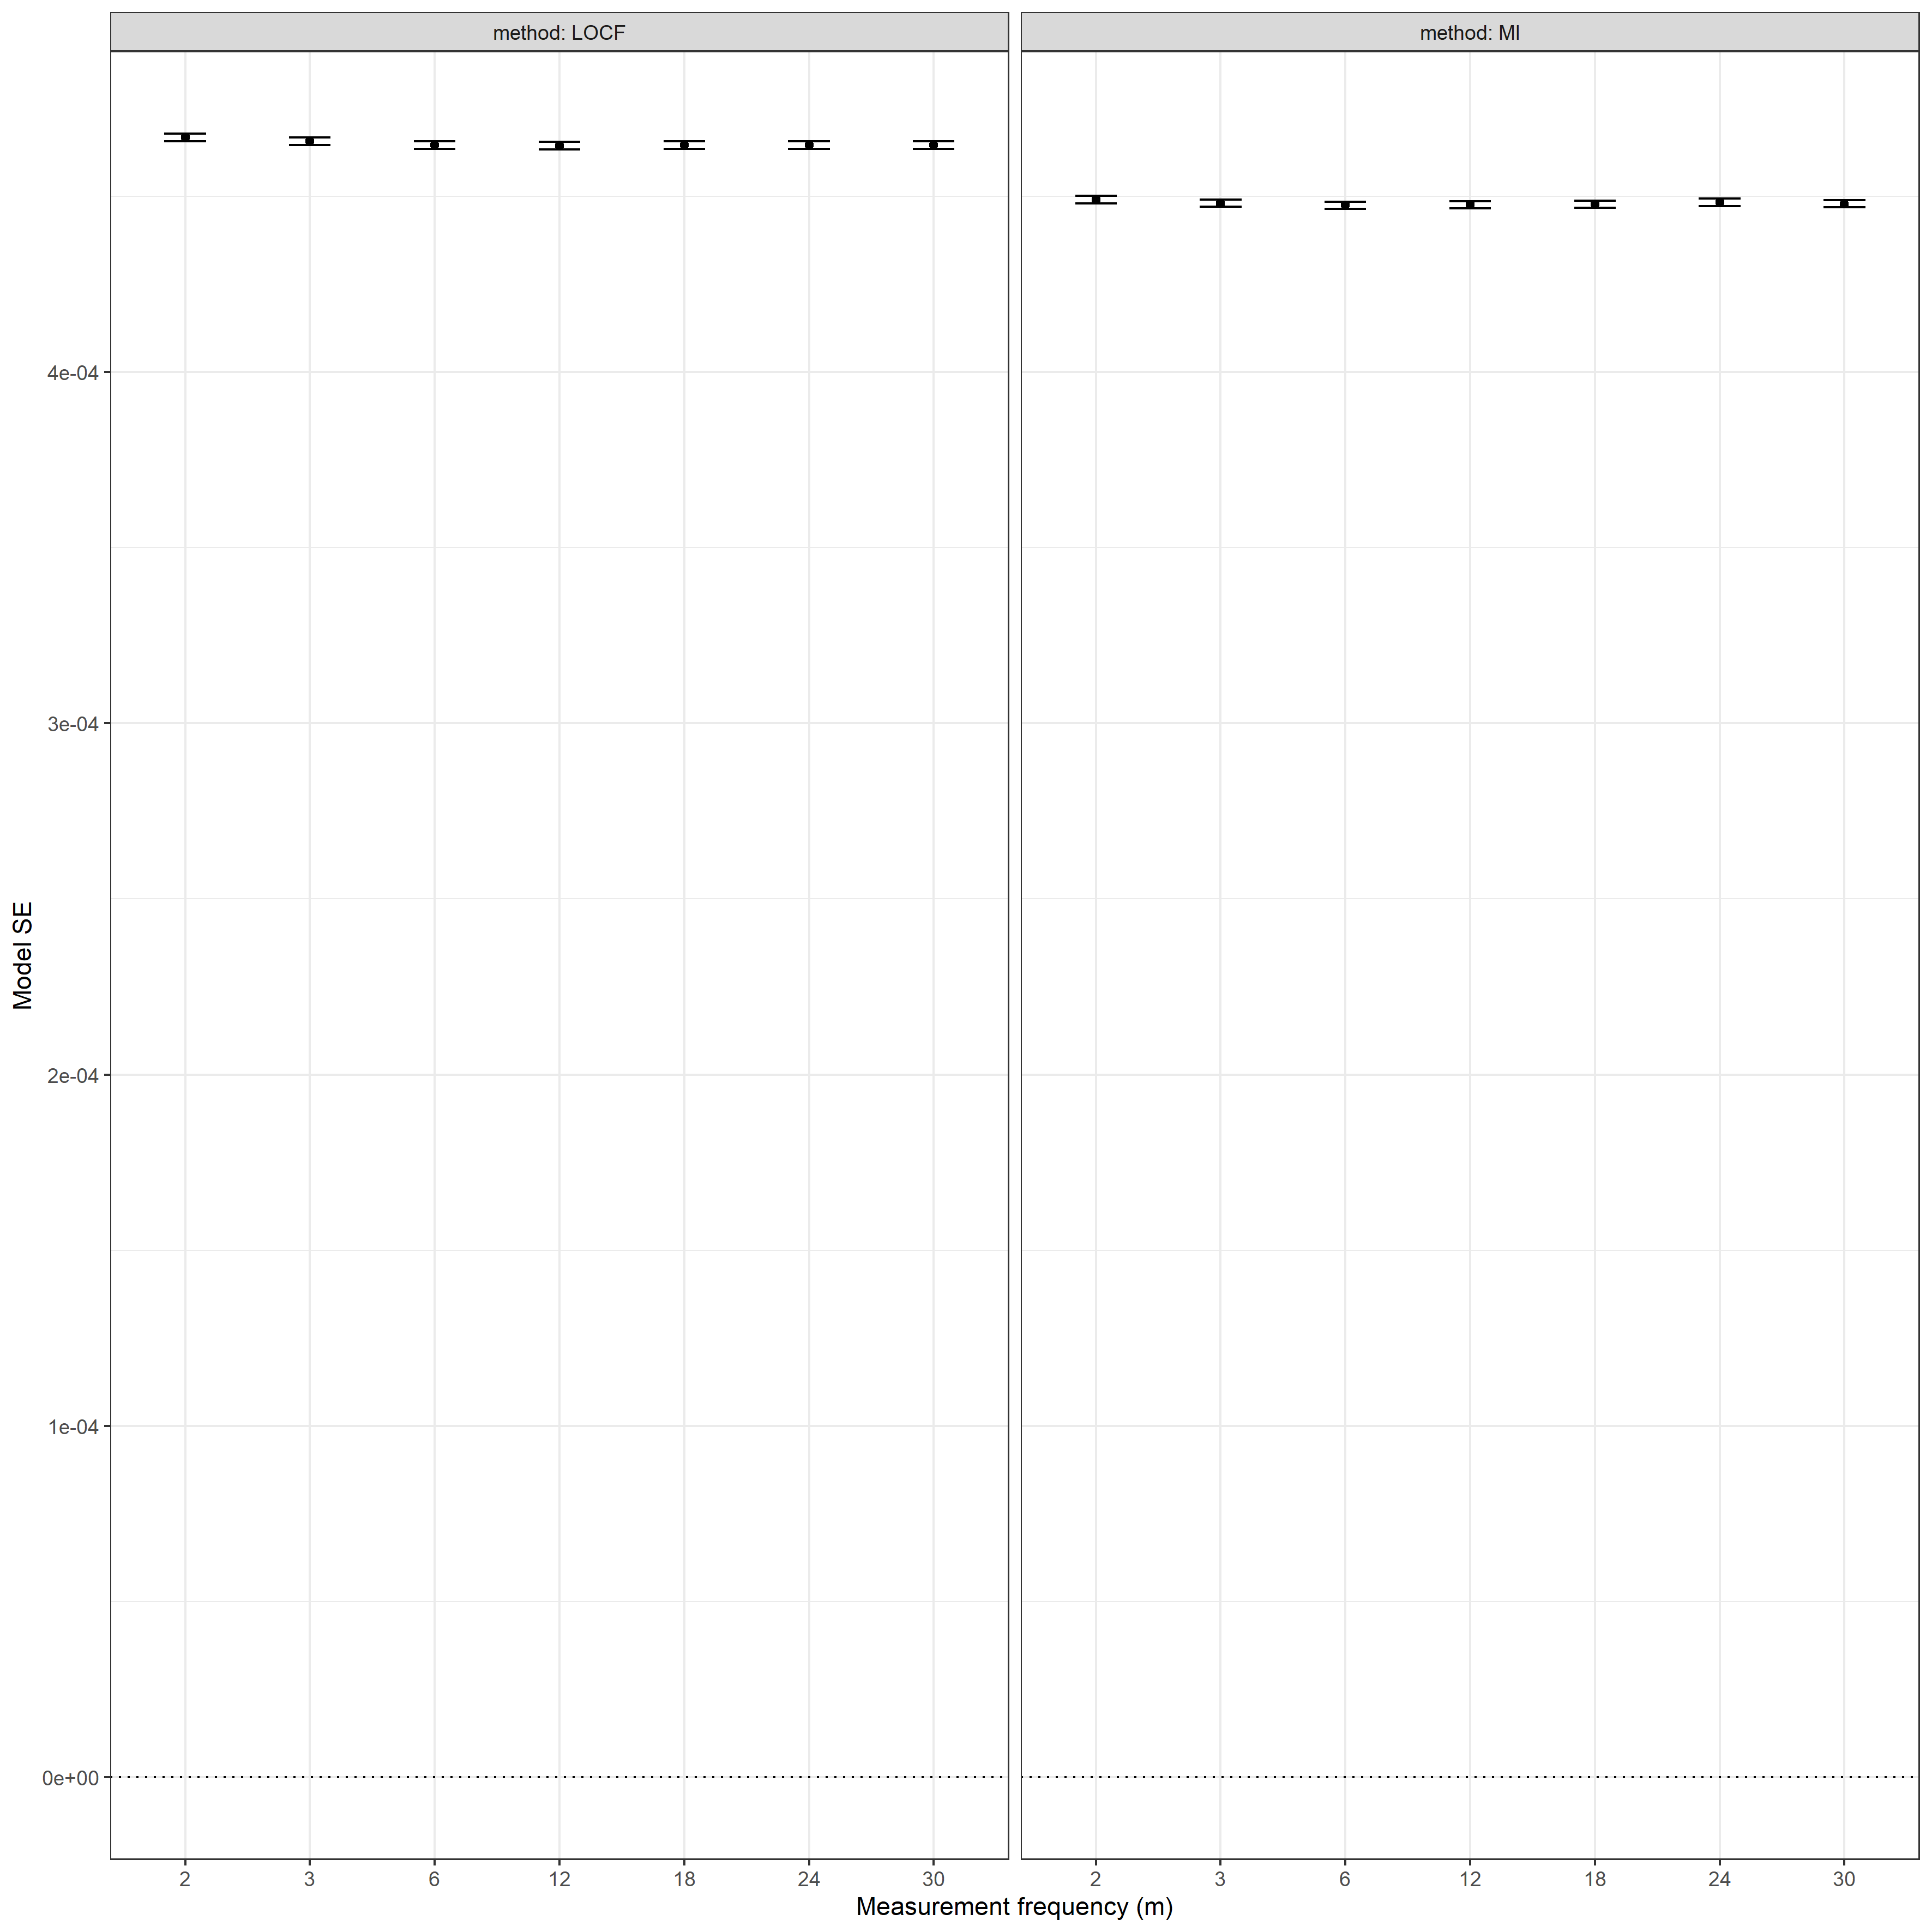 method: LOCF
method: MI
Model SE
4e-04
3e-04
2e-04
1e-04
0e+00
2 3 6 12 18 24 30
2 3 6 12 18 24 30
Measurement frequency (m)